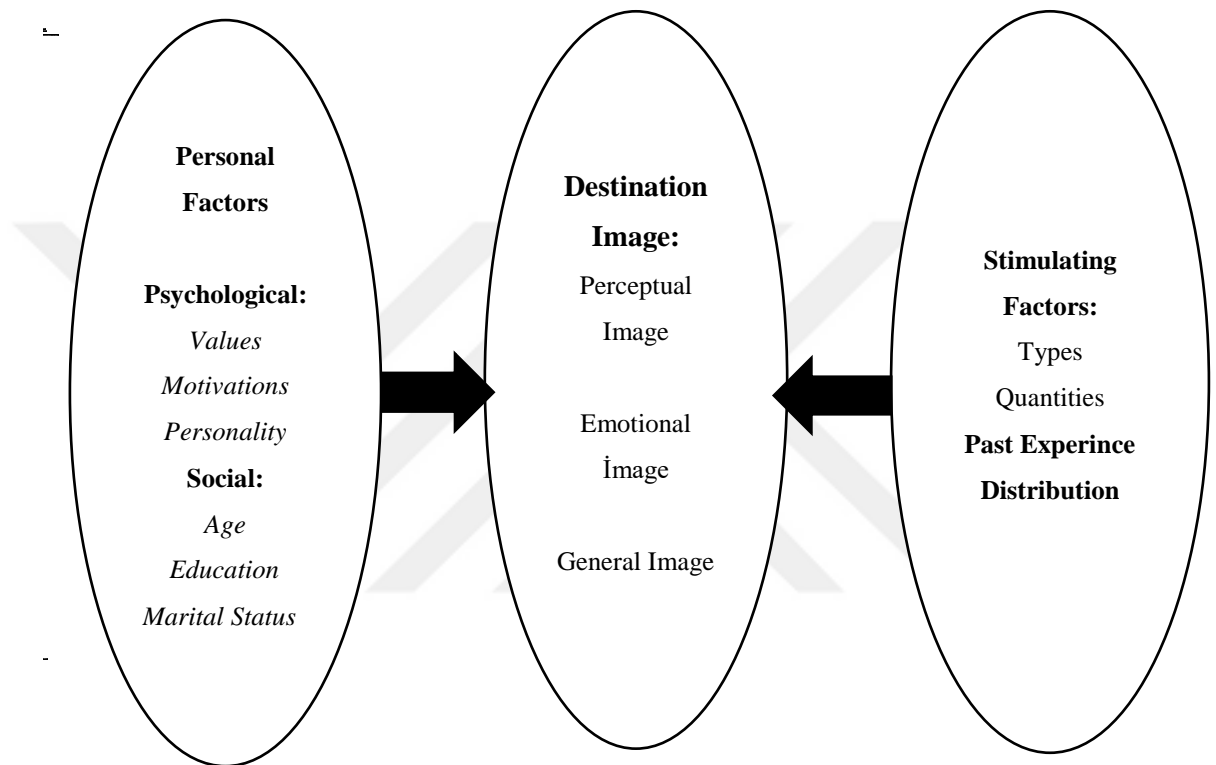 Personal
Factors
Psychological:
Values
Motivations
Personality
Social:
Age
Education
Marital Status
Destination
Image:
Perceptual
Image
Emotional
İmage
General Image
Stimulating
Factors:
Types
Quantities
Past Experince
Distribution